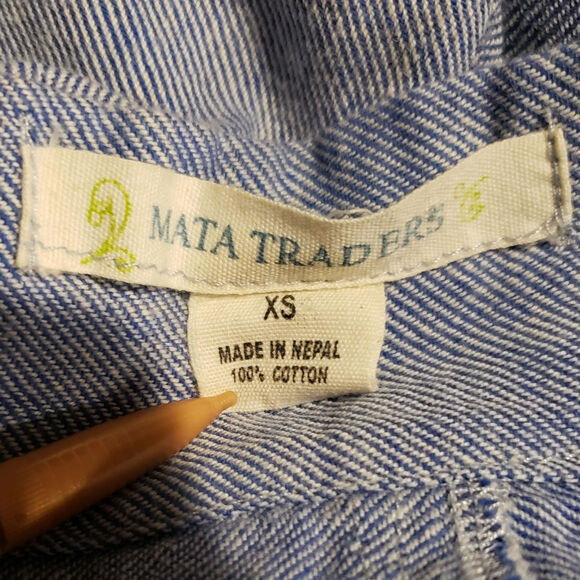 MATA TRADERS
XS
MADE IN NEPAL
100% COTTON